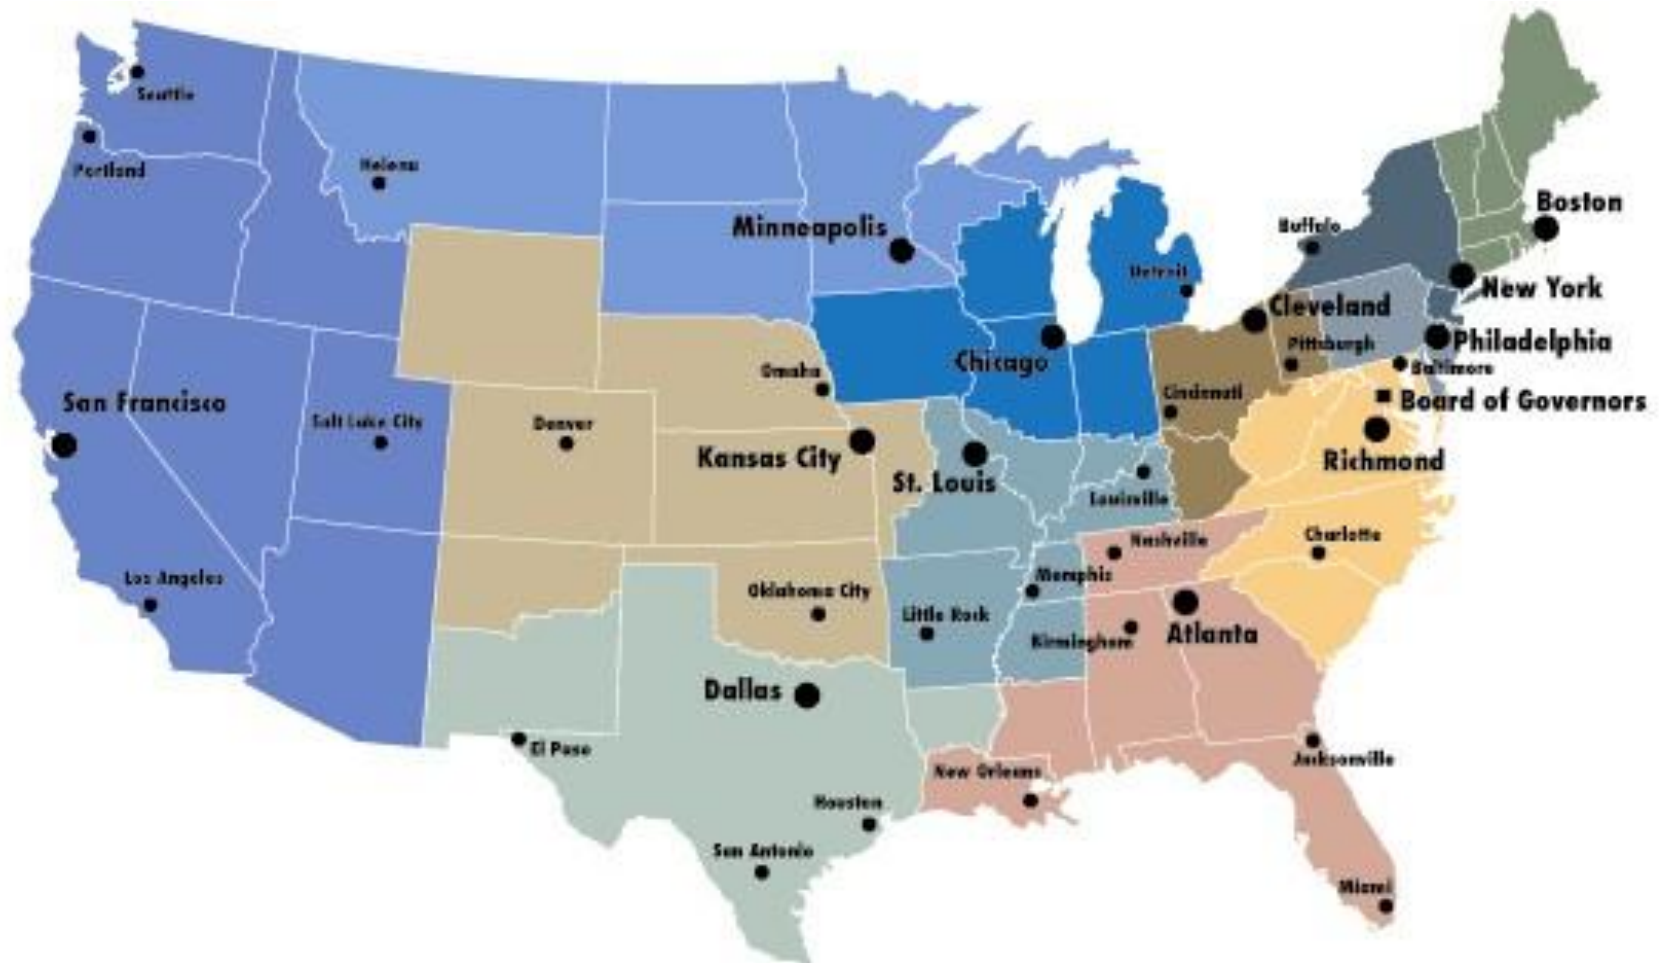 Seattle
Portland
Helena
Minneapolis
Boston
Buffalo
Detroit
New York
Cleveland
Philadelphia
Pittsburgh
Chicago
Baltimore
Omaha
Cincinnati
Board of Governors
San Francisco
Salt Lake City
Denver
Kansas City
Richmond
St. Louis
Louisville
Charlotte
Nashville
Los Angeles
Memphis
Oklahoma City
Little Rock
Birmingham
Atlanta
Dallas
El Paso
Jacksonville
New Orleans
Houston
San Antonio
Miami